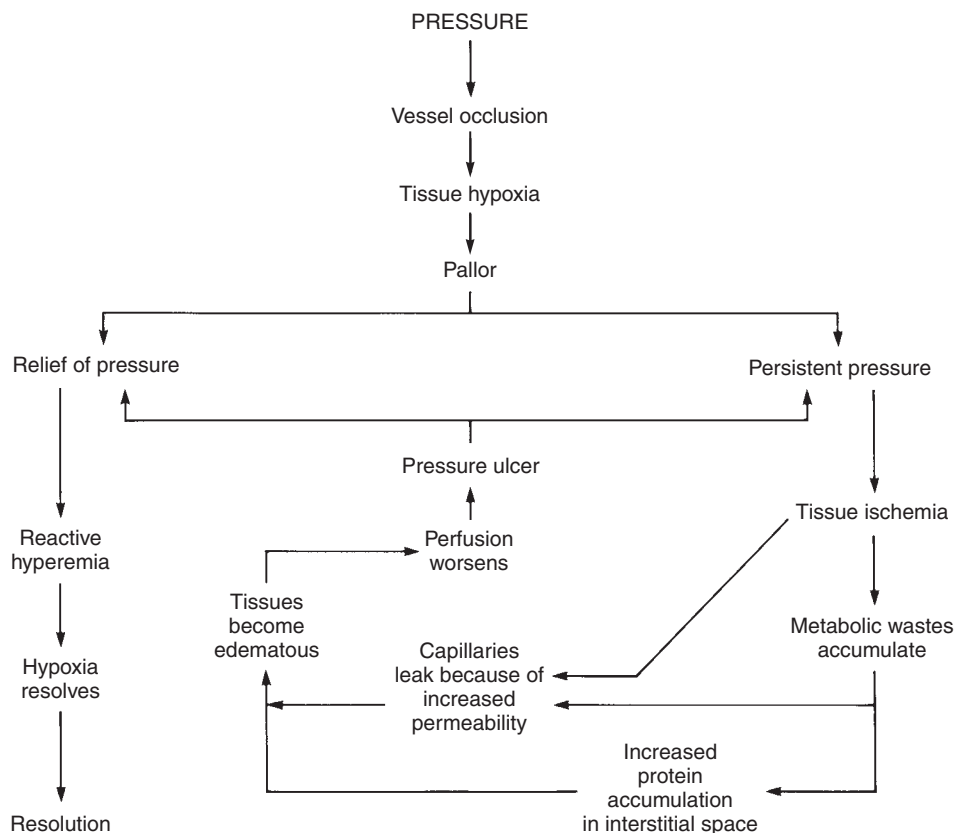 PRESSURE
Vessel occlusion
Tissue hypoxia
Pallor
Relief of pressure
Persistent pressure
Pressure ulcer
Tissue ischemia
Reactive
hyperemia
Perfusion
worsens
Tissues
become
edematous
Metabolic wastes
accumulate
Capillaries
leak because of
increased
permeability
Hypoxia
resolves
Increased
protein
accumulation
in interstitial space
Resolution